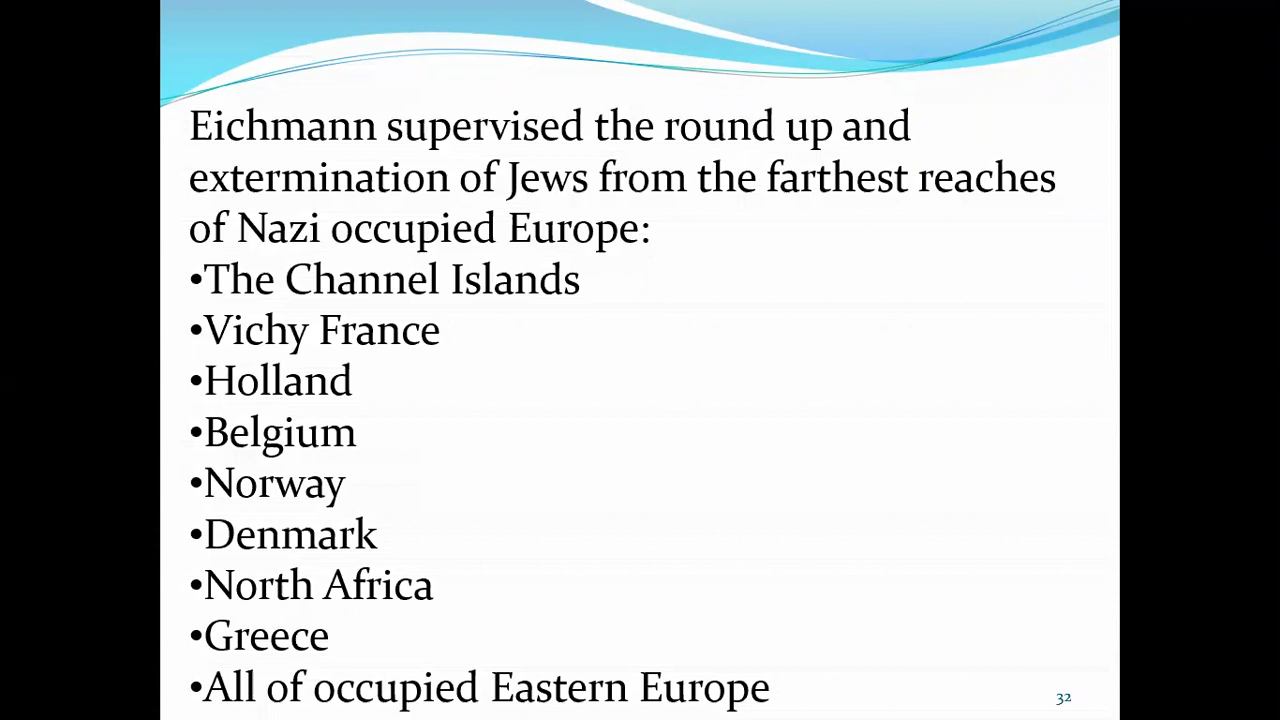 Eichmann supervised the round up and
extermination of Jews from the farthest reaches
of Nazi occupied Europe:
•The Channel Islands
•Vichy France
•Holland
•Belgium
•Norway
•Denmark
•North Africa
•Greece
•All of occupied Eastern Europe
32